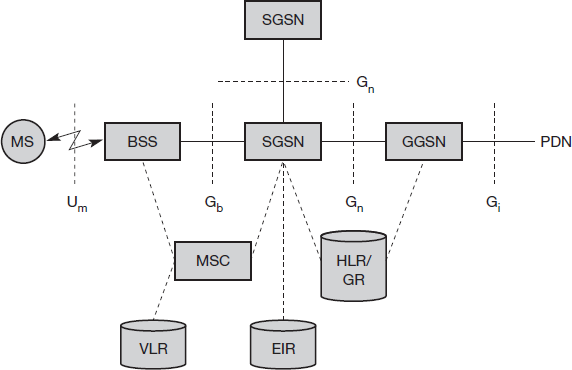 SGSN
Gn
MS
BSS
SGSN
GGSN
PDN
Um
Gb
Gn
Gi
MSC
HLR/
GR
VLR
EIR